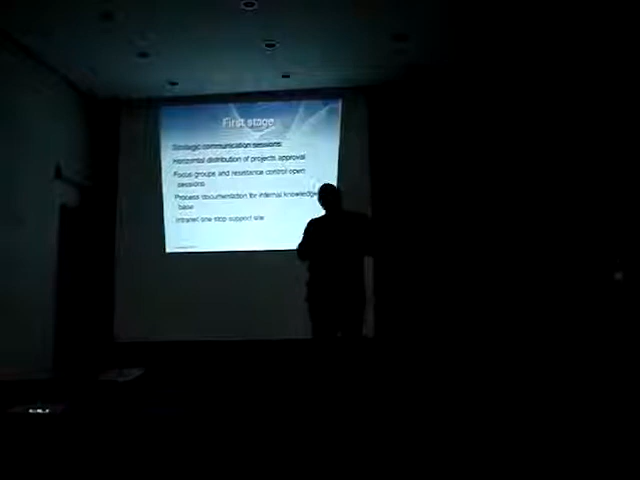 First stage
Strategic communication sessions
Horizontal distribution of projects approval
Focus groups and resistance control open
sessions
Process documentation for internal knowledge
base
Intranet one stop support site